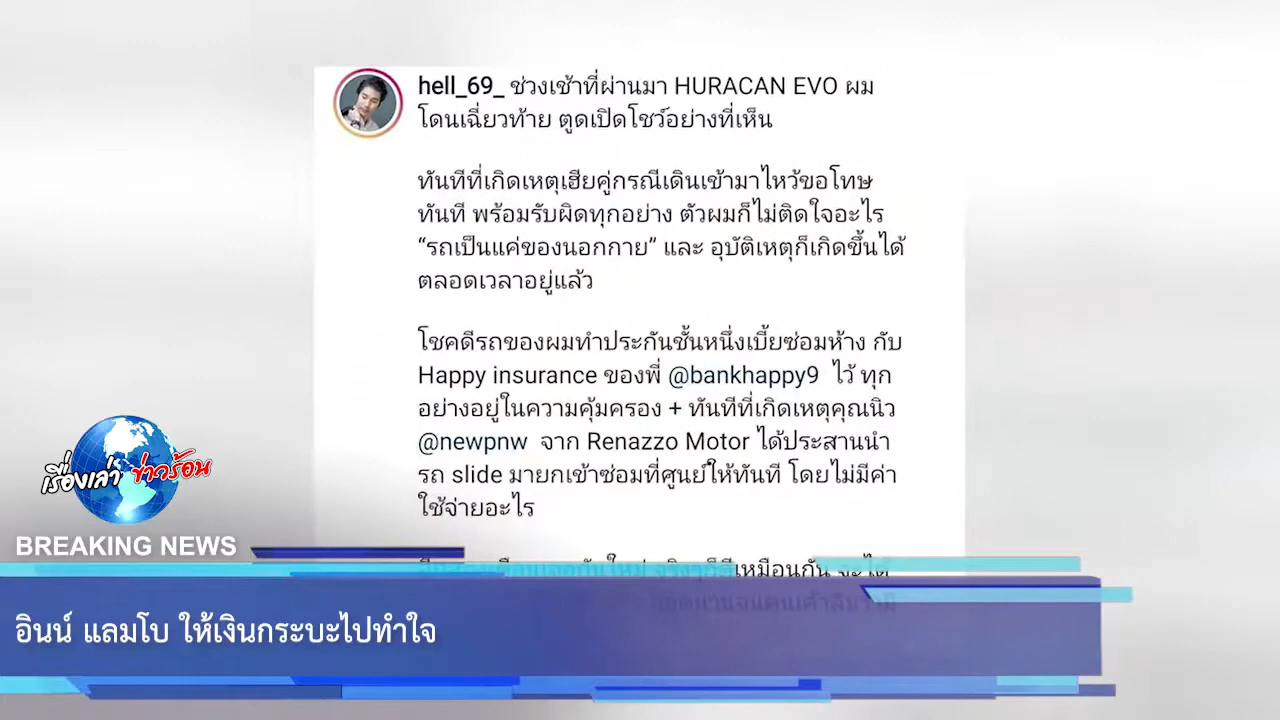 hell_69_ ช่วงเช้าที่ผ่านมา HURACAN EVO ผม
โดนเฉี่ยวท้าย ตูดเปิดโชว์อย่างที่เห็น
ทันทีที่เกิดเหตุเฮียคู่กรณีเดินเข้ามาไหว้ขอโทษ
ทันที พร้อมรับผิดทุกอย่าง ตัวผมก็ไม่ติดใจอะไร
“รถเป็นแค่ของนอกกาย” และ อุบัติเหตุก็เกิดขึ้นได้
ตลอดเวลาอยู่แล้ว
โชคดีรถของผมทำประกันชั้นหนึ่งเบี้ยซ่อมห้าง กับ
Happy insurance ของพี่ @bankhappy9 ไว้ ทุก
อย่างอยู่ในความคุ้มครอง + ทันทีที่เกิดเหตุคุณนิว
@newpnw จาก Renazzo Motor ได้ประสานนำ
รถ slide มายกเข้าซ่อมที่ศูนย์ให้ทันที โดยไม่มีค่า
ใช้จ่ายอะไร
เหมือนกัน จะได้
เรื่องเล่า ข่าวร้อน
BREAKING NEWS
อินน์ แลมโบ ให้เงินกระบะไปทำใจ